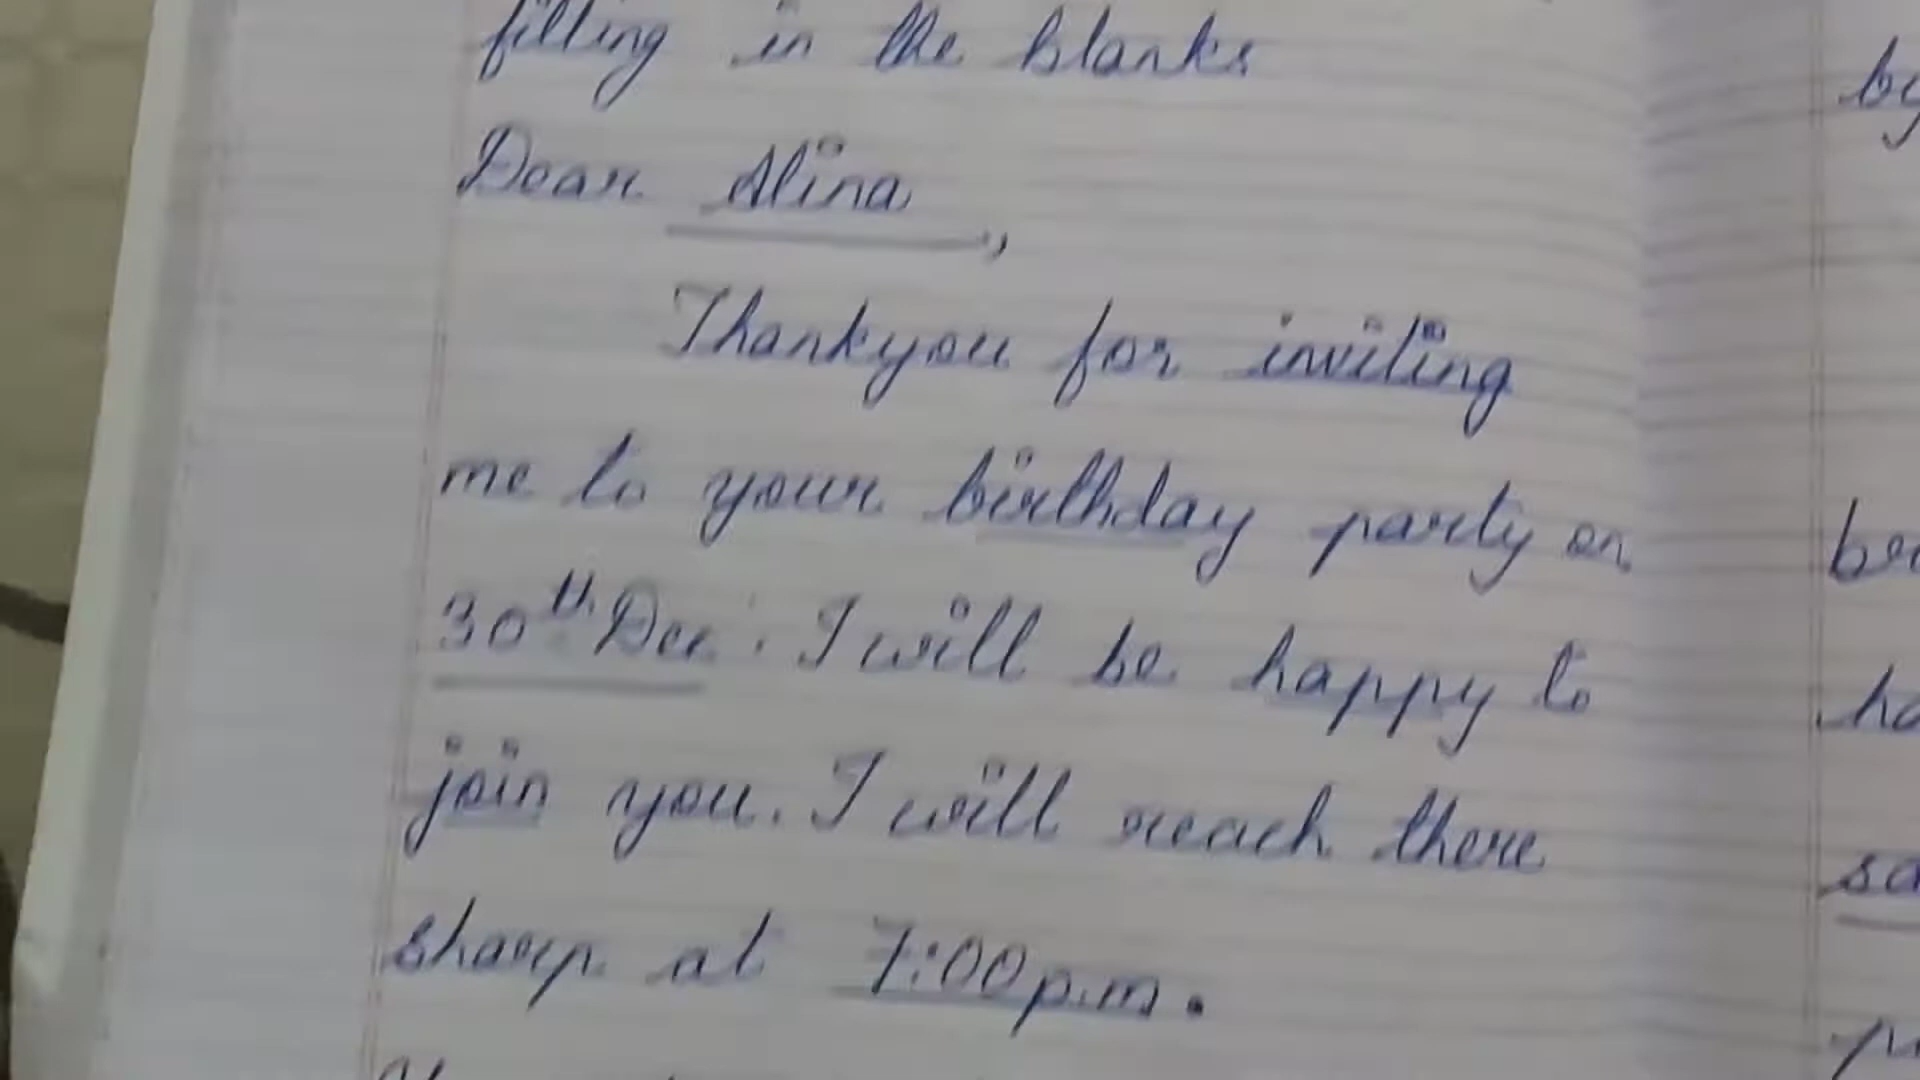 filling in the blanks
Dear Alina,
Thankyou for inviting
me to your birthday party on
30th Dec. I will be happy to
join you. I will reach there
sharp at 7:00p.m.